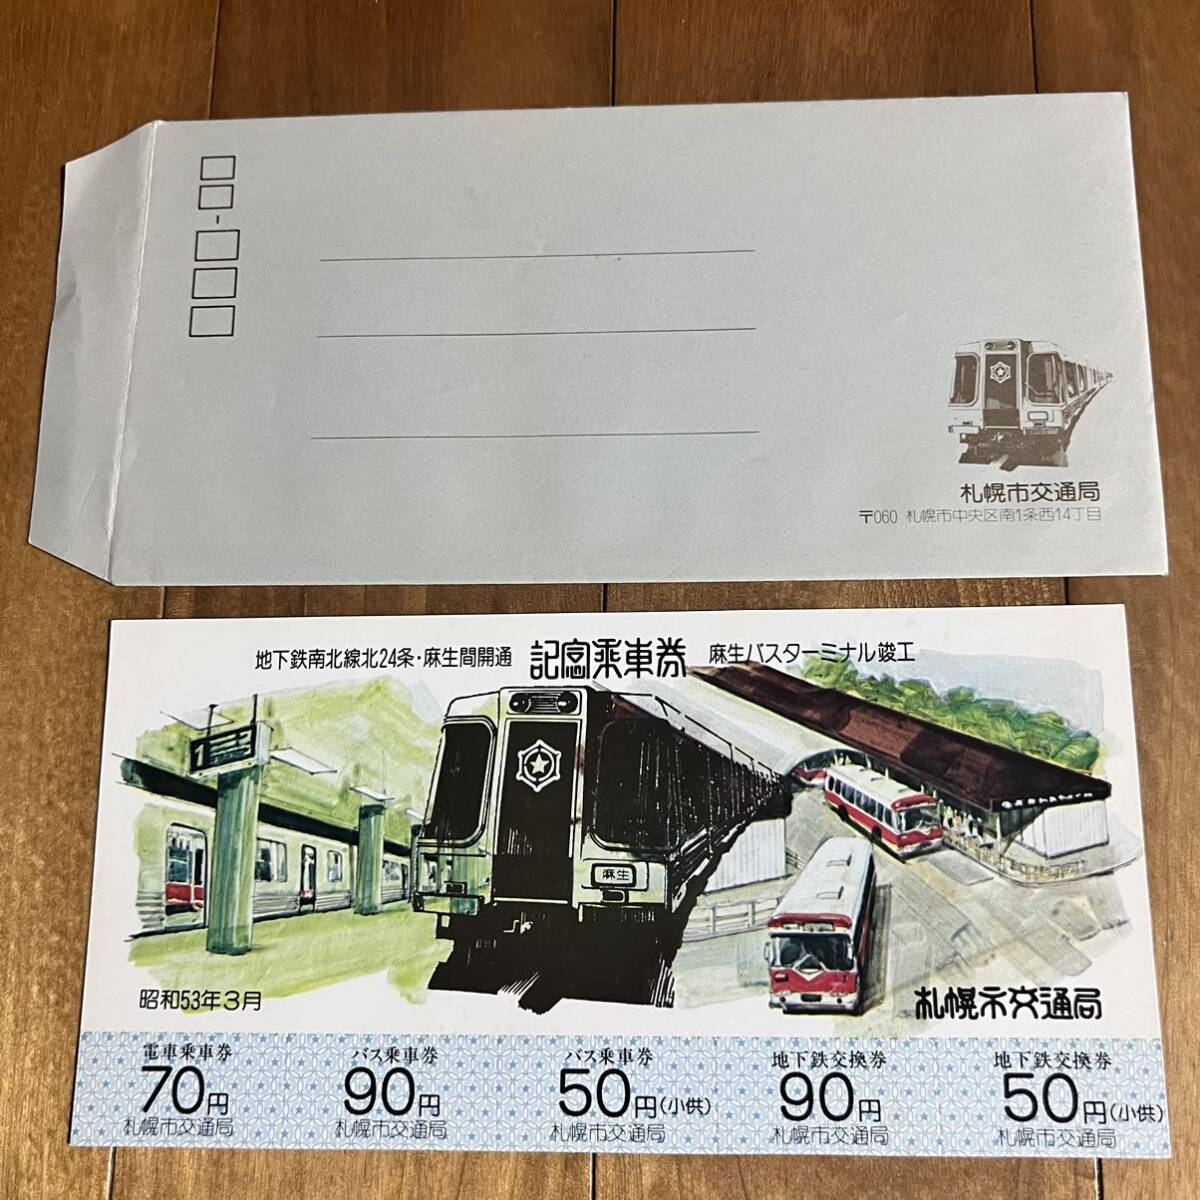 札幌市交通局
〒060 札幌市中央区南1条西14丁目
地下鉄南北線北24条・麻生間開通 記念乗車券 麻生バスターミナル竣工
1
麻生
昭和53年3月
札幌市交通局
電車乗車券
70円
札幌市交通局
バス乗車券
90円
札幌市交通局
バス乗車券
50円(小供)
札幌市交通局
地下鉄交換券
90円
札幌市交通局
地下鉄交換券
50円(小供)
札幌市交通局